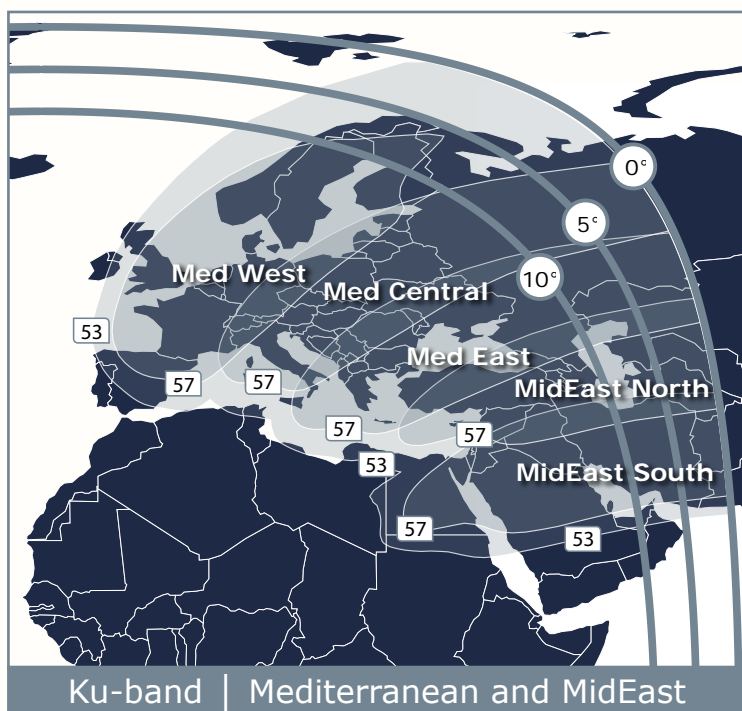 0°
5°
10°
Med West
Med Central
53
Med East
57
57
MidEast North
57
57
53
MidEast South
57
53
Ku-band | Mediterranean and MidEast